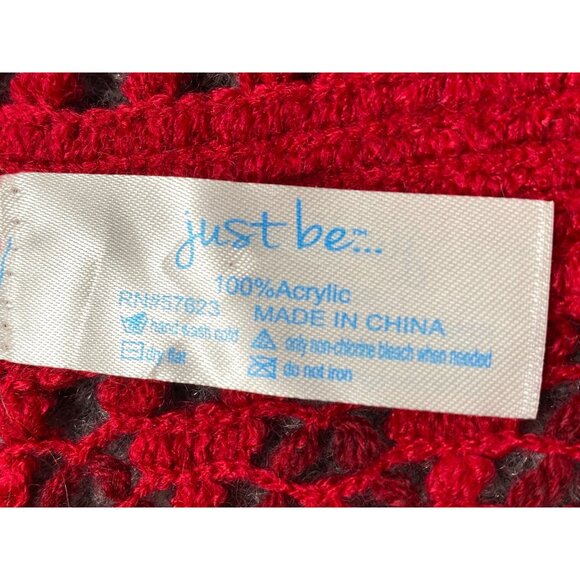 just be...™
100%Acrylic
RN#57623 MADE IN CHINA
hand wash cold only non-chlorine bleach when needed
dry flat do not iron